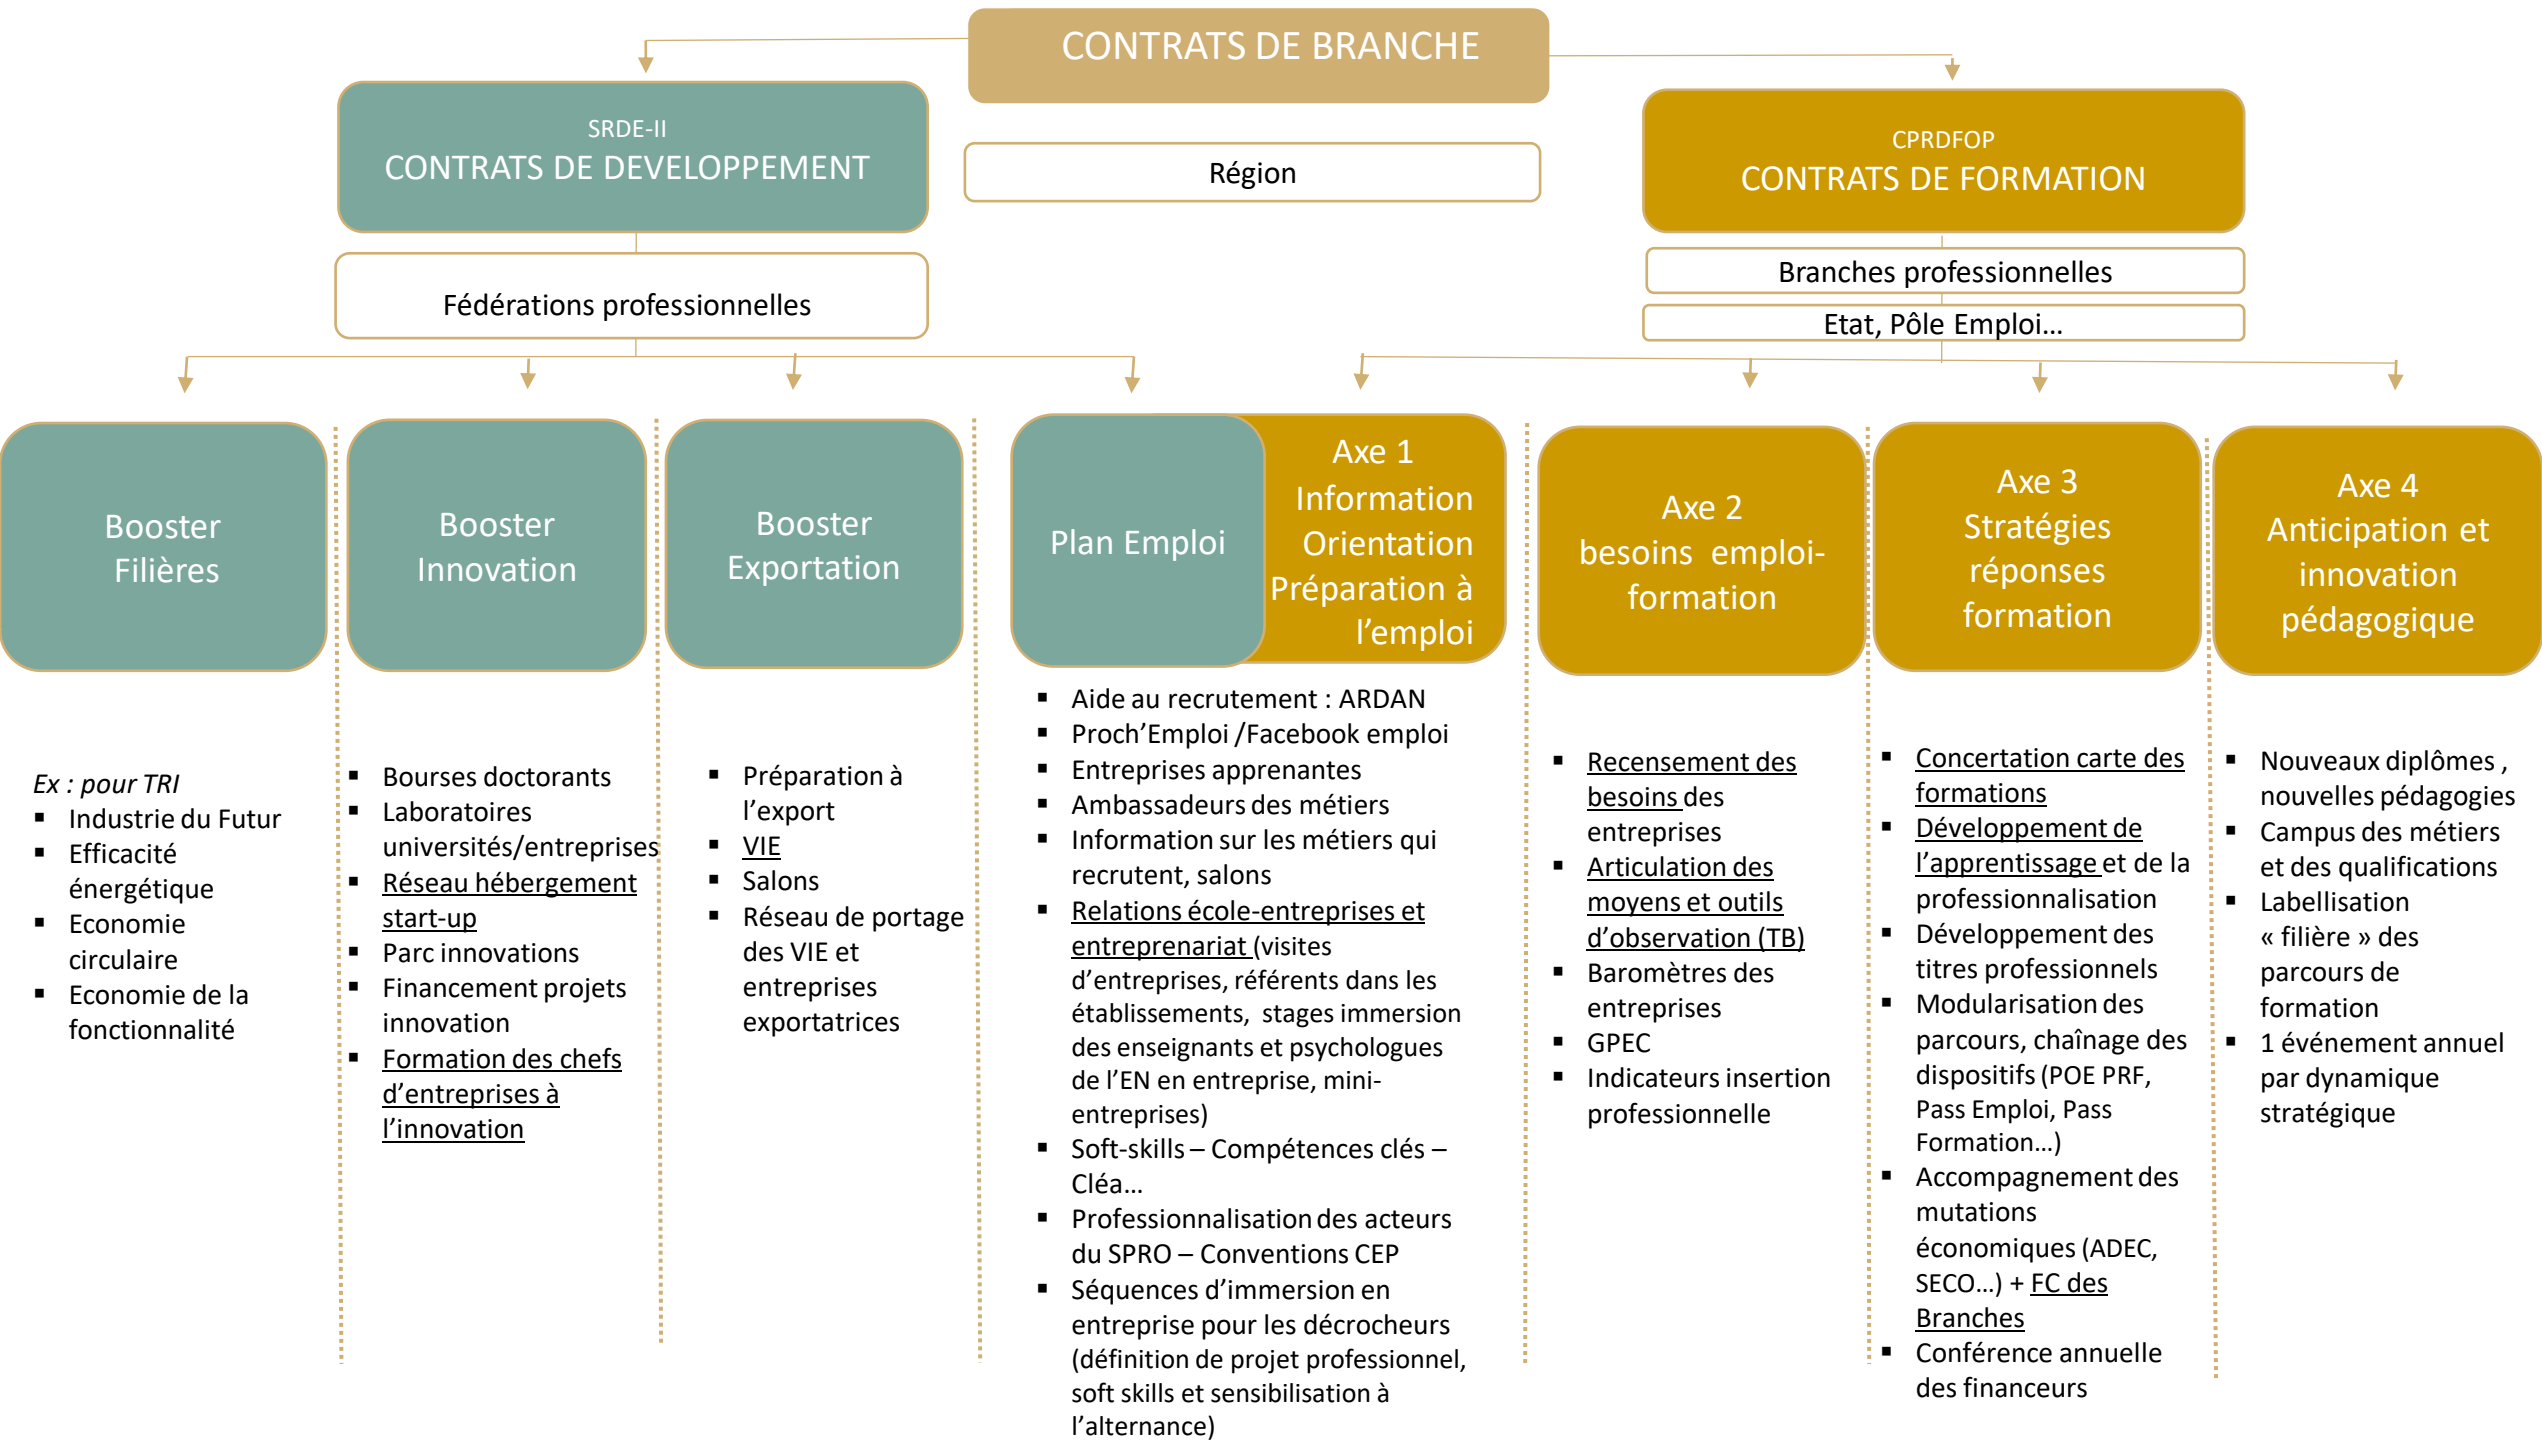 CONTRATS DE BRANCHE
SRDE-II
CONTRATS DE DEVELOPPEMENT
Région
CPRDFOP
CONTRATS DE FORMATION
Fédérations professionnelles
Branches professionnelles
Etat, Pôle Emploi...
Booster
Filières
Booster
Innovation
Booster
Exportation
Plan Emploi
Axe 1
Information
Orientation
Préparation à
l’emploi
Axe 2
besoins emploi-
formation
Axe 3
Stratégies
réponses
formation
Axe 4
Anticipation et
innovation
pédagogique
Ex : pour TRI
▪ Industrie du Futur
▪ Efficacité
énergétique
▪ Economie
circulaire
▪ Economie de la
fonctionnalité
▪ Bourses doctorants
▪ Laboratoires
universités/entreprises
▪ Réseau hébergement
start-up
▪ Parc innovations
▪ Financement projets
innovation
▪ Formation des chefs
d’entreprises à
l’innovation
▪ Préparation à
l’export
▪ VIE
▪ Salons
▪ Réseau de portage
des VIE et
entreprises
exportatrices
▪ Aide au recrutement : ARDAN
▪ Proch’Emploi /Facebook emploi
▪ Entreprises apprenantes
▪ Ambassadeurs des métiers
▪ Information sur les métiers qui
recrutent, salons
▪ Relations école-entreprises et
entreprenariat (visites
d’entreprises, référents dans les
établissements, stages immersion
des enseignants et psychologues
de l’EN en entreprise, mini-
entreprises)
▪ Soft-skills – Compétences clés –
Cléa...
▪ Professionnalisation des acteurs
du SPRO – Conventions CEP
▪ Séquences d’immersion en
entreprise pour les décrocheurs
(définition de projet professionnel,
soft skills et sensibilisation à
l’alternance)
▪ Recensement des
besoins des
entreprises
▪ Articulation des
moyens et outils
d’observation (TB)
▪ Baromètres des
entreprises
▪ GPEC
▪ Indicateurs insertion
professionnelle
▪ Concertation carte des
formations
▪ Développement de
l’apprentissage et de la
professionnalisation
▪ Développement des
titres professionnels
▪ Modularisation des
parcours, chaînage des
dispositifs (POE PRF,
Pass Emploi, Pass
Formation...)
▪ Accompagnement des
mutations
économiques (ADEC,
SECO...) + FC des
Branches
▪ Conférence annuelle
des financeurs
▪ Nouveaux diplômes ,
nouvelles pédagogies
▪ Campus des métiers
et des qualifications
▪ Labellisation
« filière » des
parcours de
formation
▪ 1 événement annuel
par dynamique
stratégique